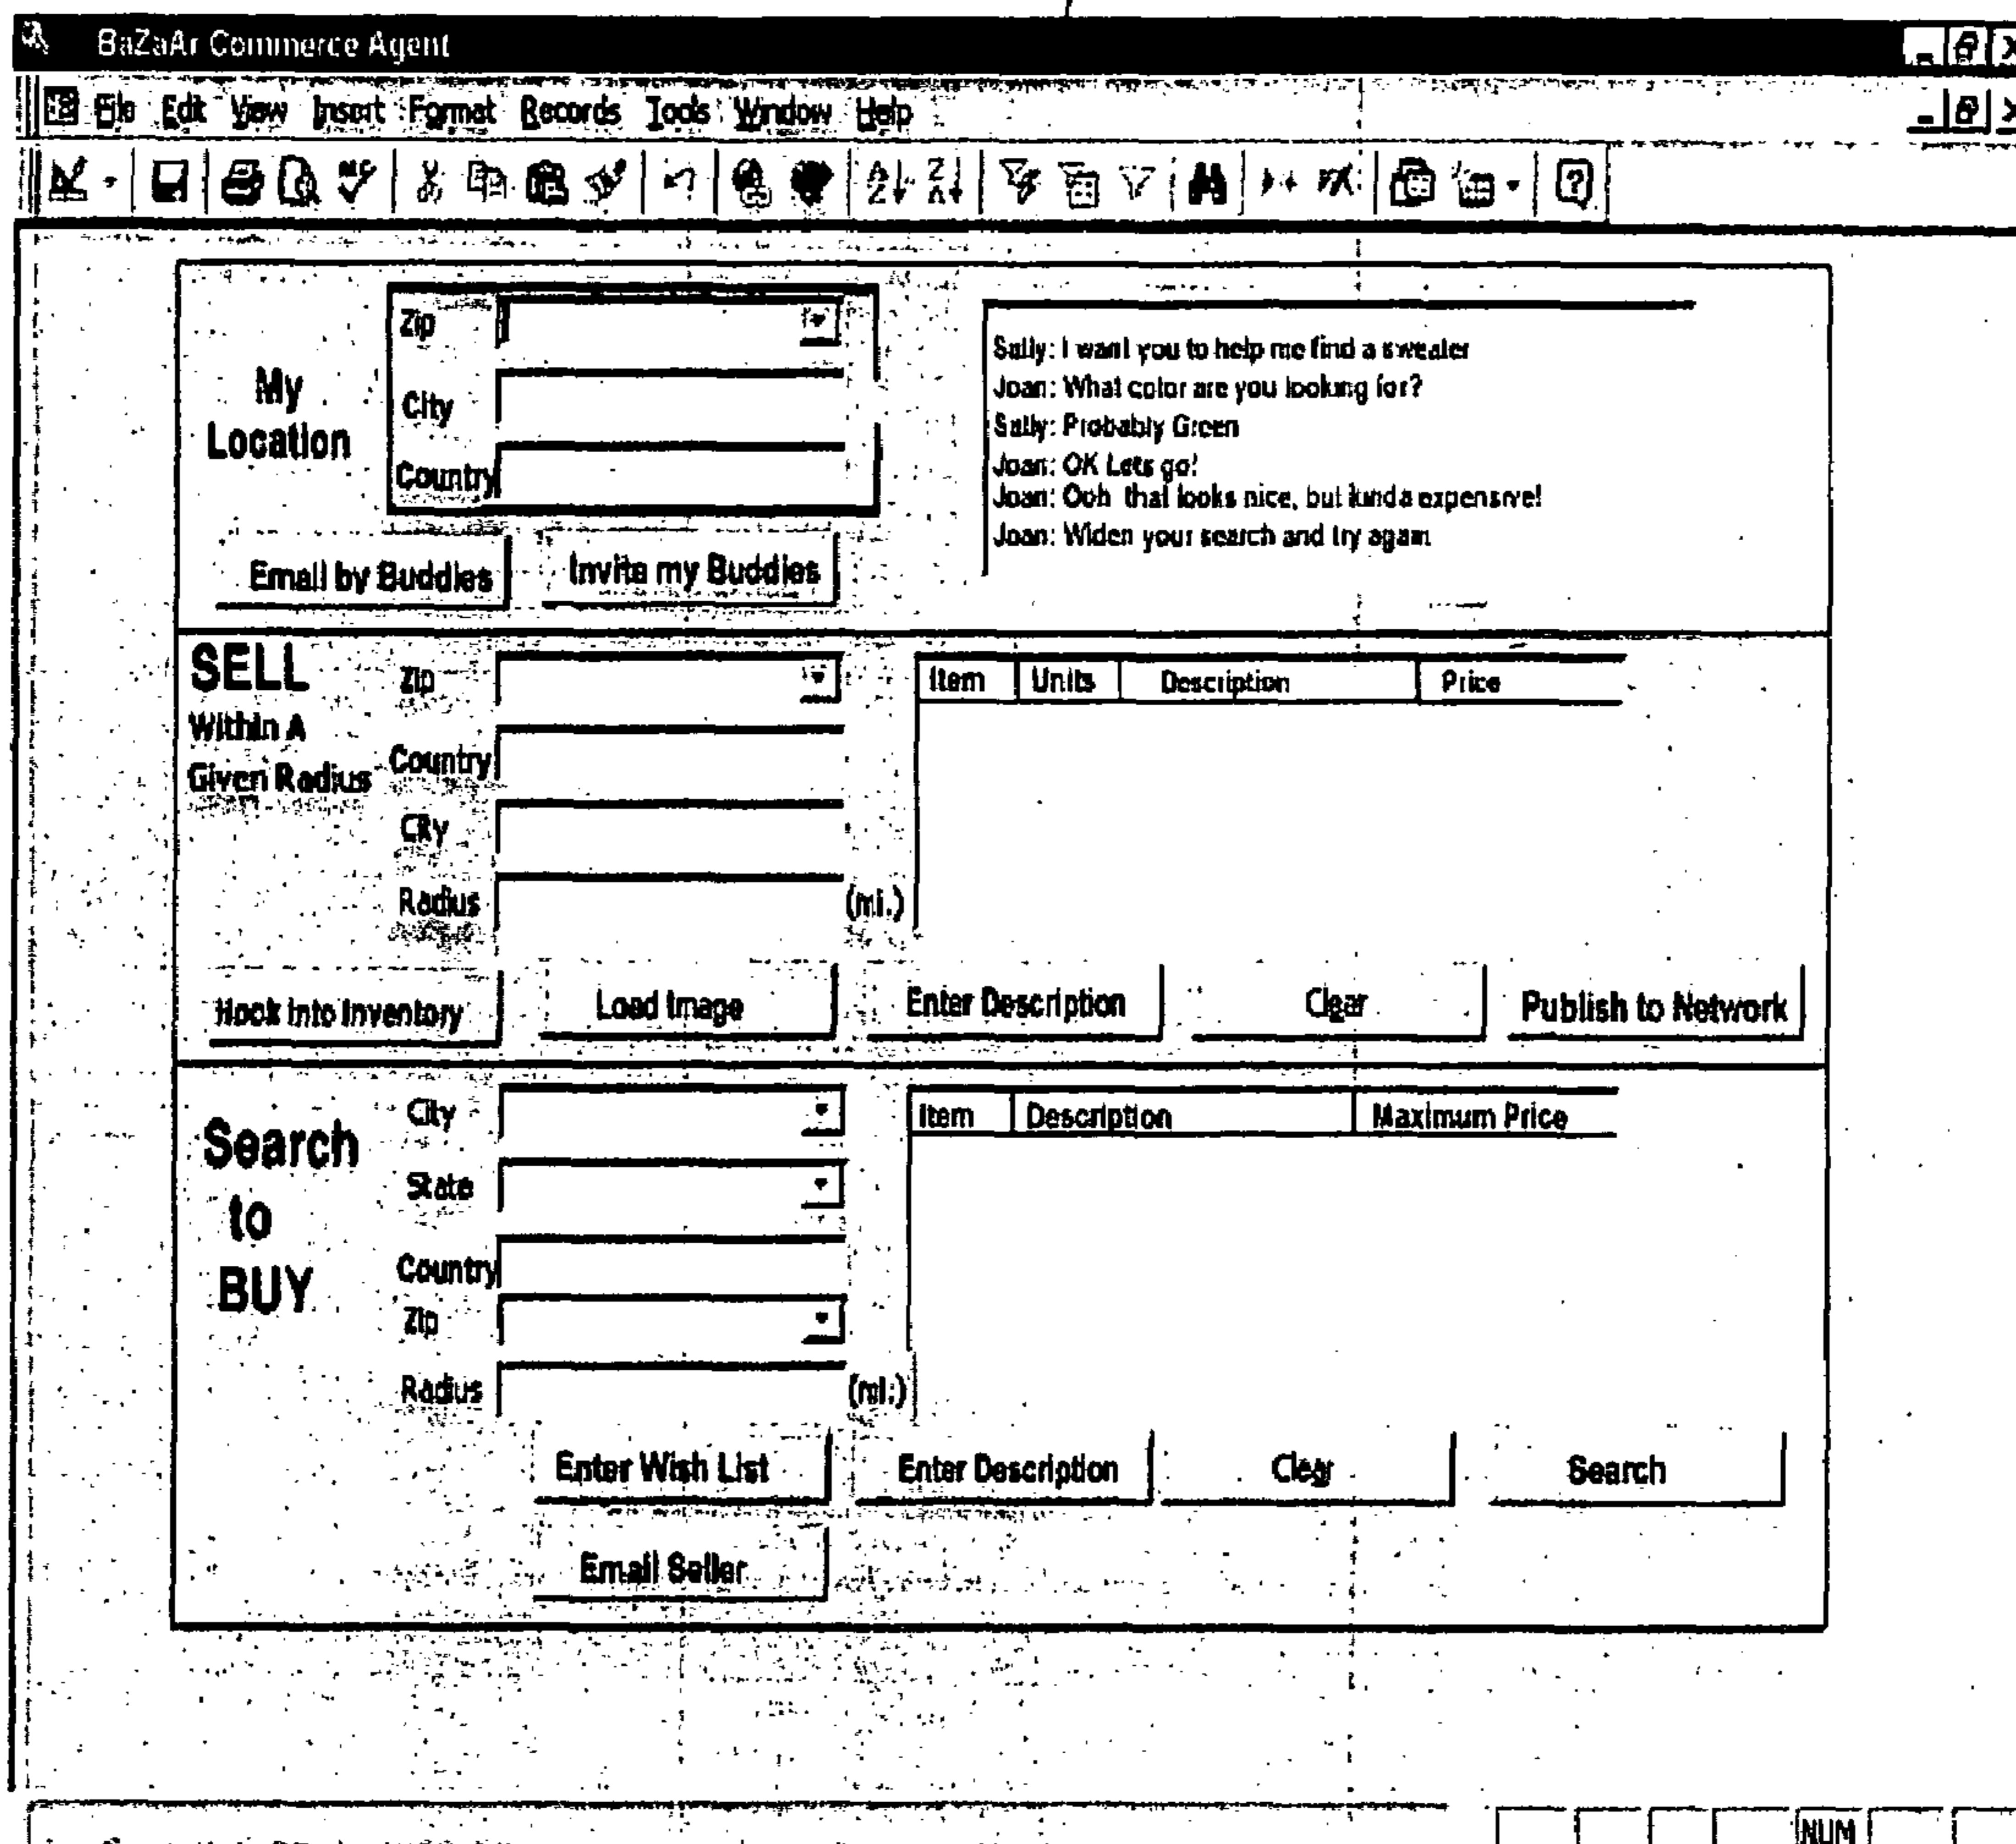 BaZaAr Commerce Agent
File Edit View Insert Format Records Tools Window Help
My
Location
Zip
City
Country
Email by Buddies
Invite my Buddies
Sally: I want you to help me find a sweater
Joan: What color are you looking for?
Sally: Probably Green
Joan: OK Lets go!
Joan: Ooh that looks nice, but kinda expensive!
Joan: Widen your search and try again
SELL
Within A
Given Radius
Zip
Country
City
Radius (mi.)
Item Units Description Price
Hook into Inventory
Load Image
Enter Description
Clear
Publish to Network
Search
to
BUY
City
State
Country
Zip
Radius (mi.)
Item Description Maximum Price
Enter Wish List
Enter Description
Clear
Search
Email Seller
NUM